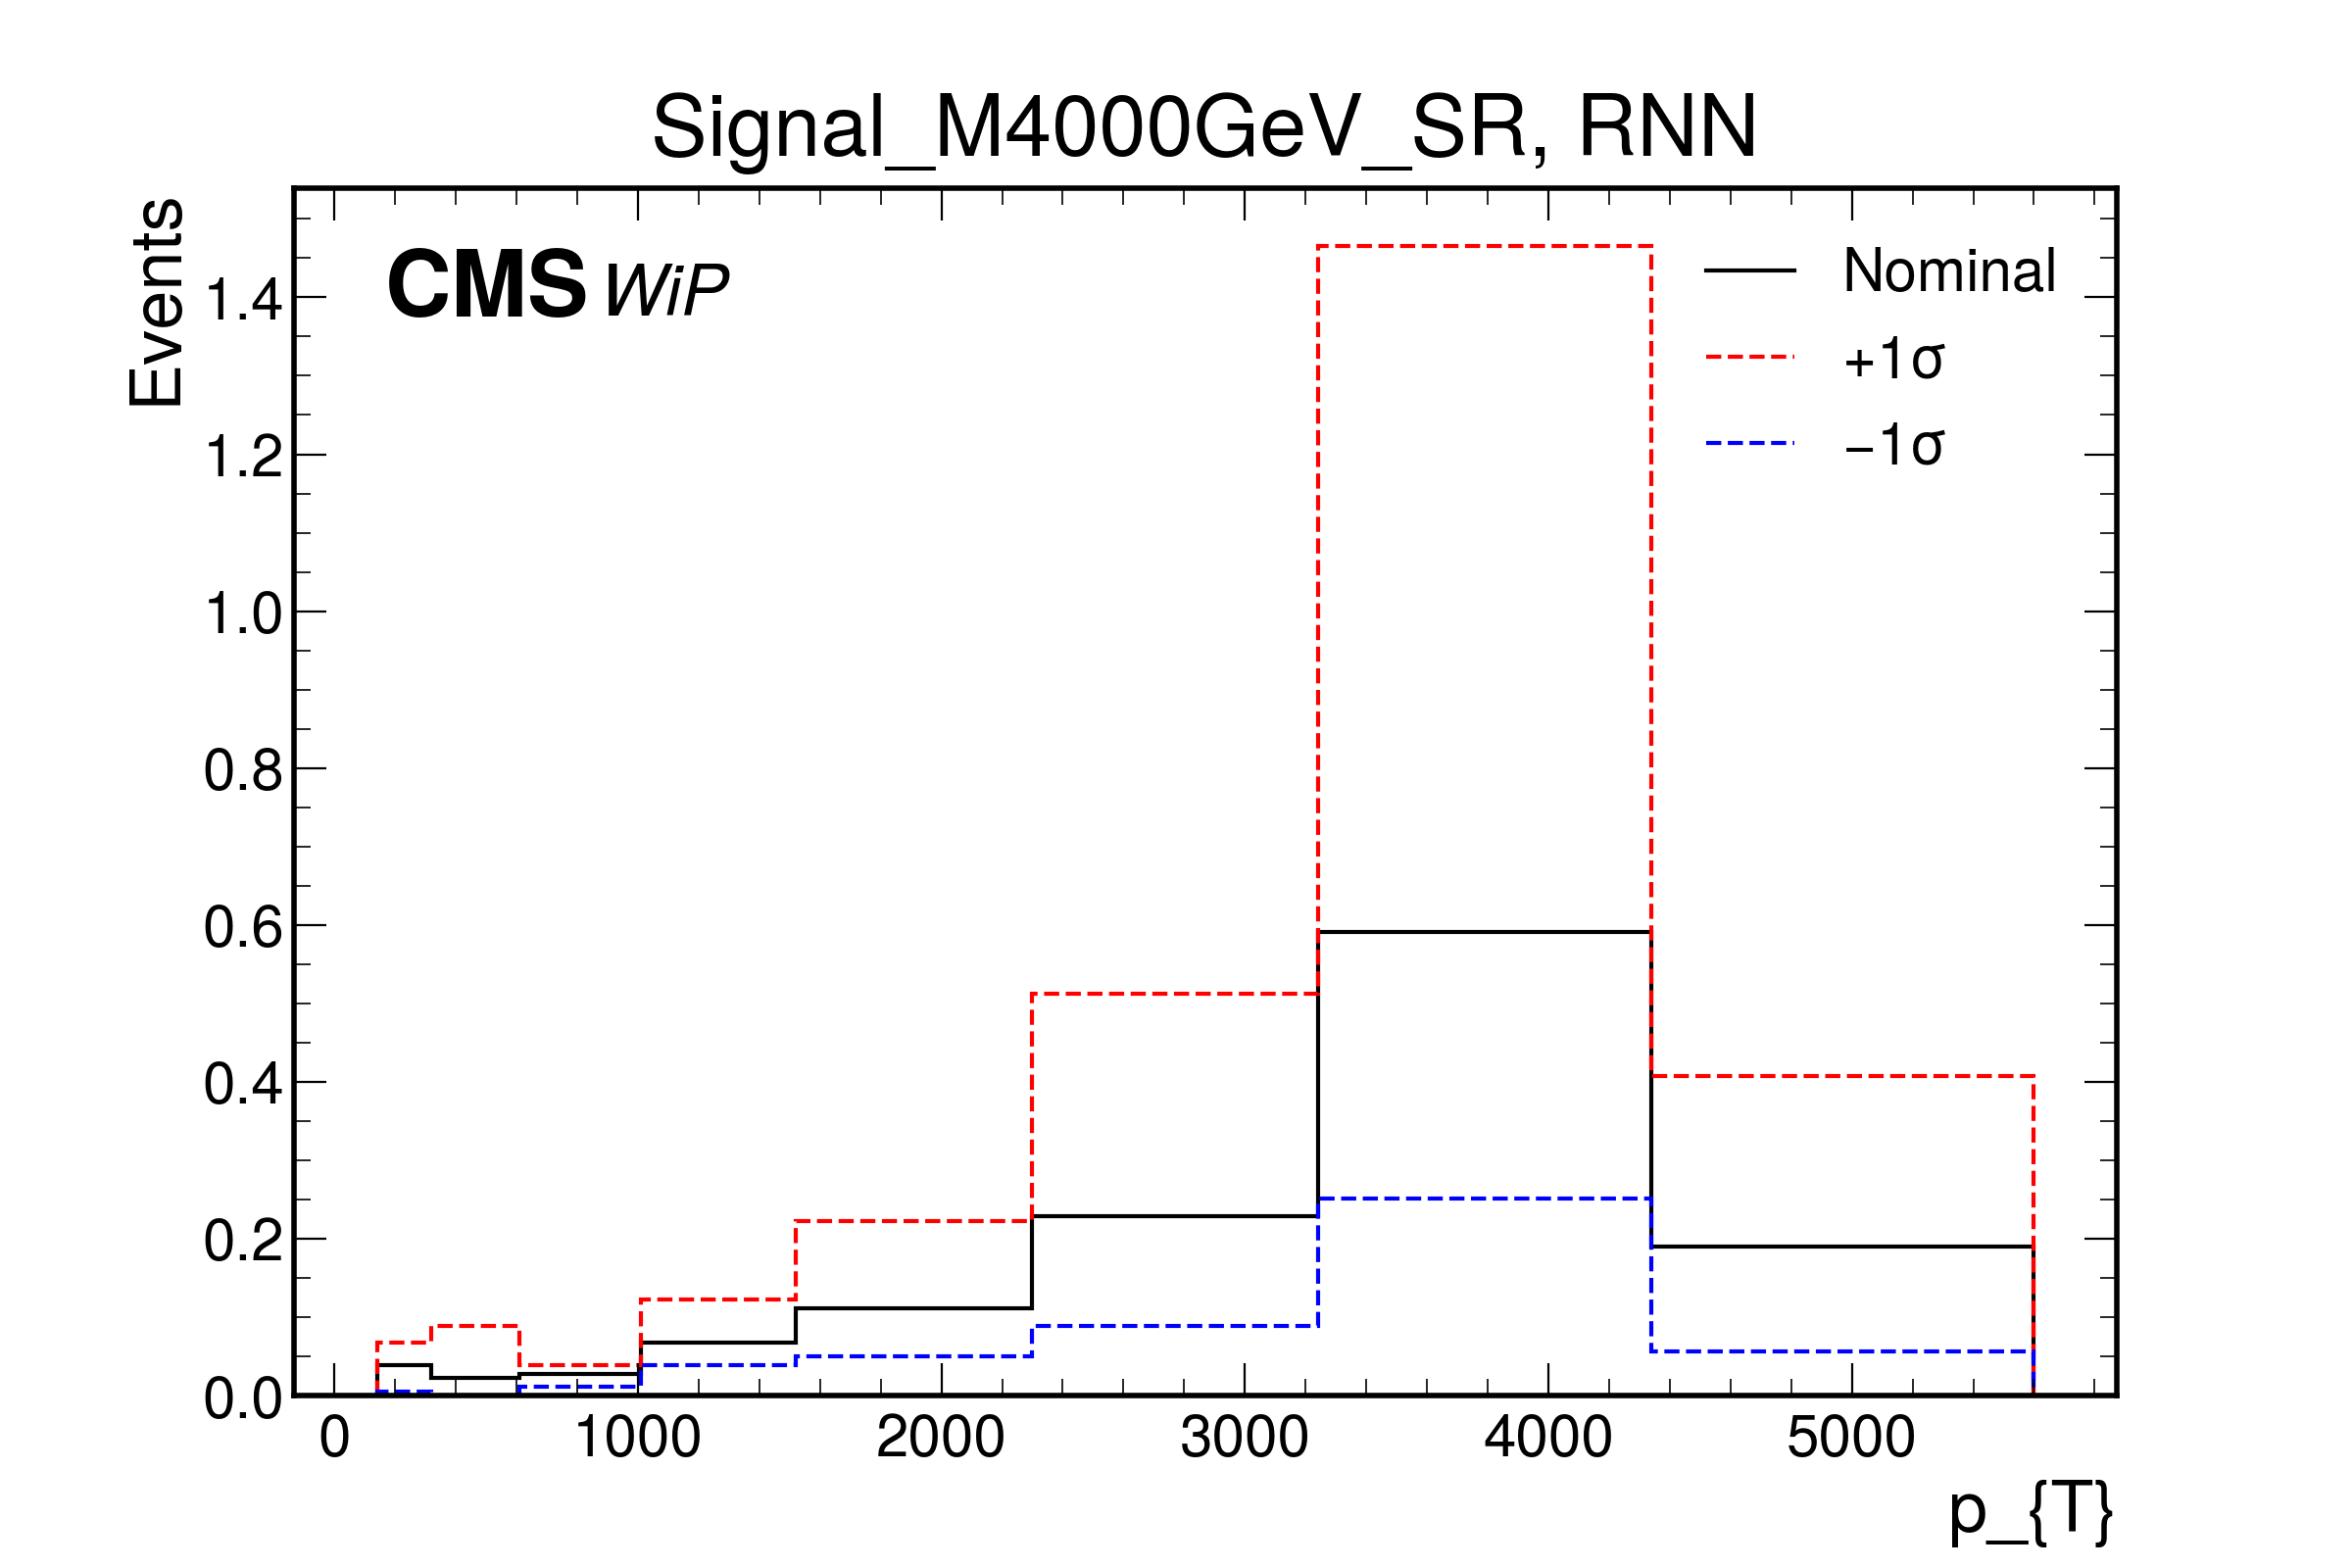 Signal_M4000GeV_SR, RNN
Events
CMS WiP
Nominal
+1σ
−1σ
1.4
1.2
1.0
0.8
0.6
0.4
0.2
0.0
0 1000 2000 3000 4000 5000
p_{T}